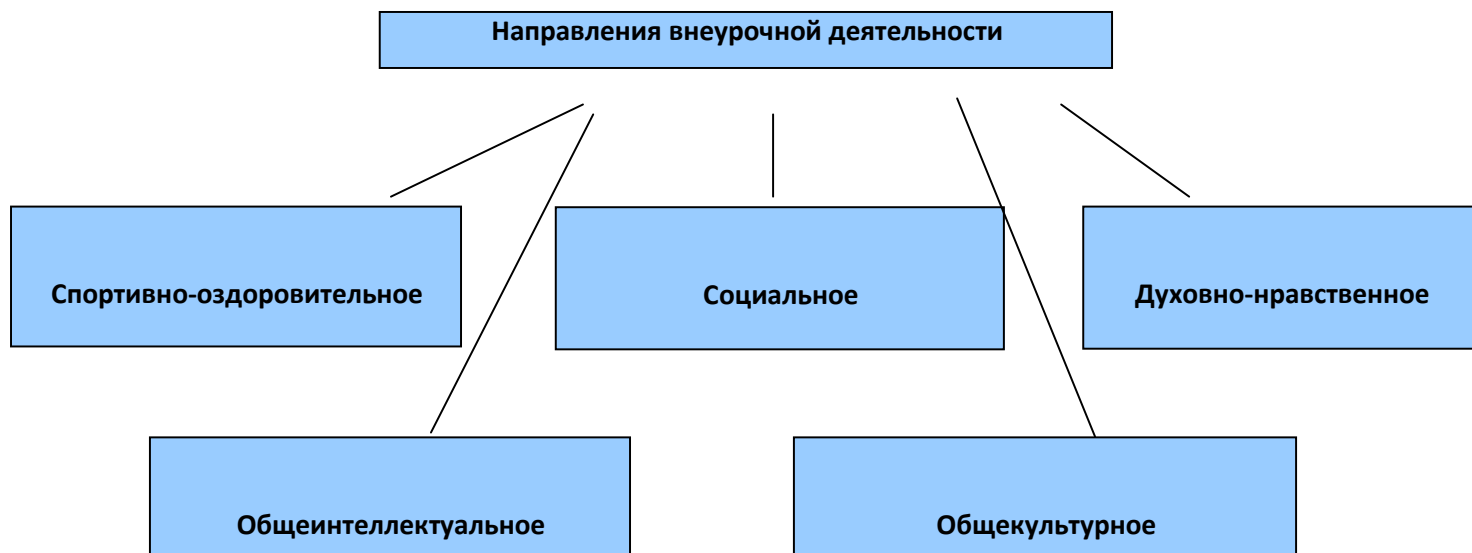 Направления внеурочной деятельности
Спортивно-оздоровительное
Социальное
Духовно-нравственное
Общеинтеллектуальное
Общекультурное